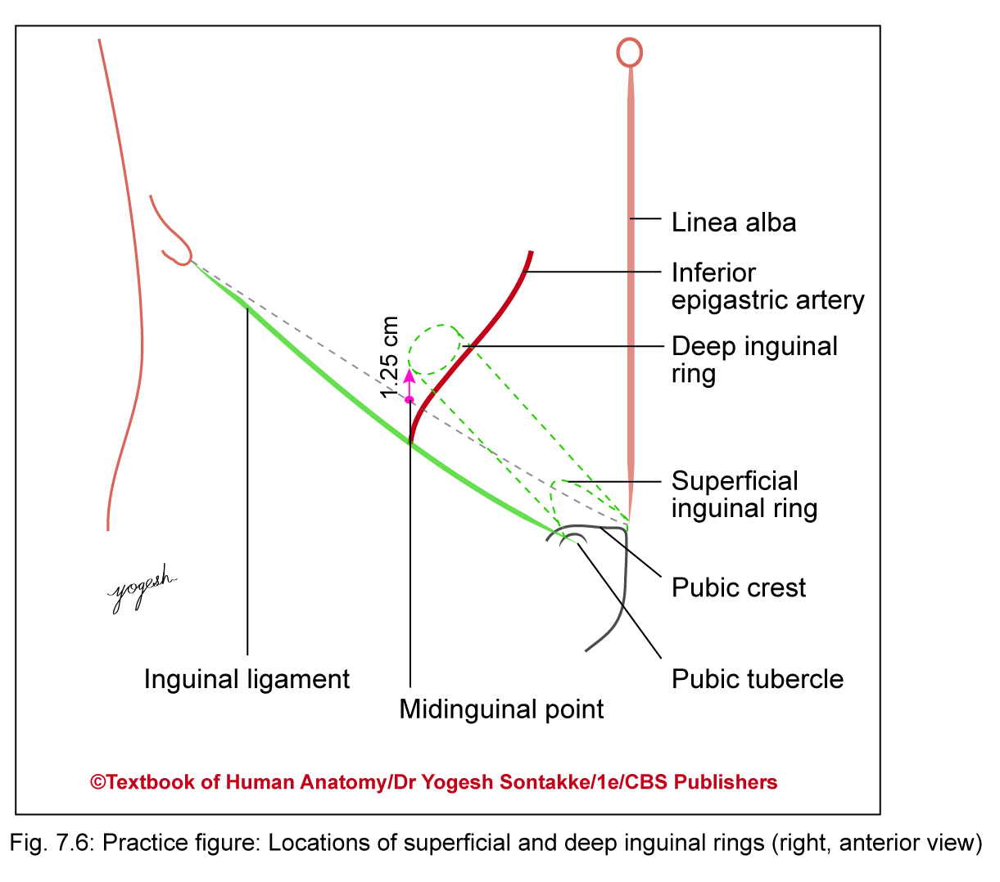 Linea alba
Inferior
epigastric artery
1.25 cm
Deep inguinal
ring
Superficial
inguinal ring
Pubic crest
yogesh
Pubic tubercle
Inguinal ligament
Midinguinal point
©Textbook of Human Anatomy/Dr Yogesh Sontakke/1e/CBS Publishers
Fig. 7.6: Practice figure: Locations of superficial and deep inguinal rings (right, anterior view)